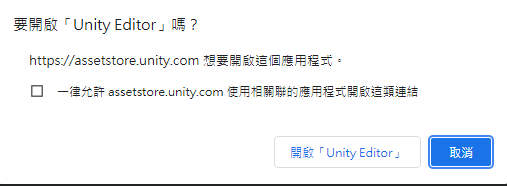 要開啟「Unity Editor」嗎？
https://assetstore.unity.com 想要開啟這個應用程式。
一律允許 assetstore.unity.com 使用相關聯的應用程式開啟這類連結
開啟「Unity Editor」
取消